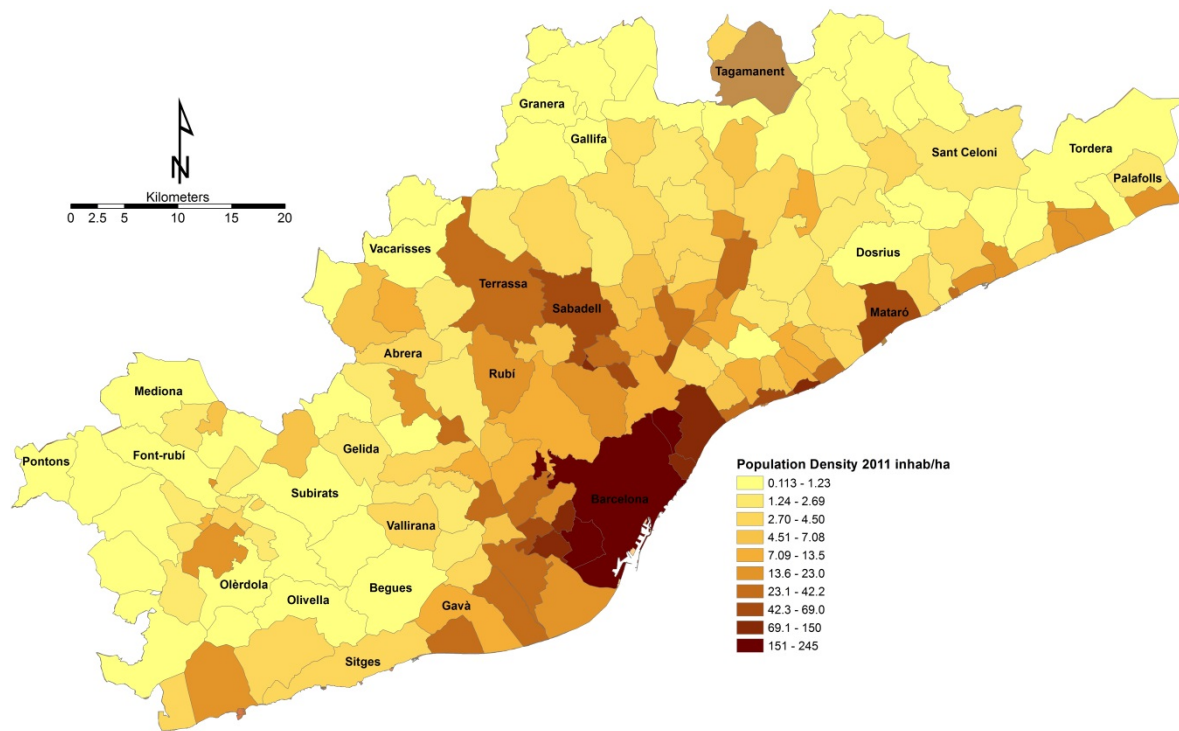 Tagamanent
Granera
Gallifa
Sant Celoni
Tordera
Palafolls
N
Kilometers
0 2.5 5 10 15 20
Vacarisses
Dosrius
Terrassa
Sabadell
Mataró
Abrera
Rubí
Mediona
Gelida
Font-rubí
Pontons
Subirats
Barcelona
Vallirana
Olèrdola
Begues
Olivella
Gavà
Sitges
Population Density 2011 inhab/ha
0.113 - 1.23
1.24 - 2.69
2.70 - 4.50
4.51 - 7.08
7.09 - 13.5
13.6 - 23.0
23.1 - 42.2
42.3 - 69.0
69.1 - 150
151 - 245